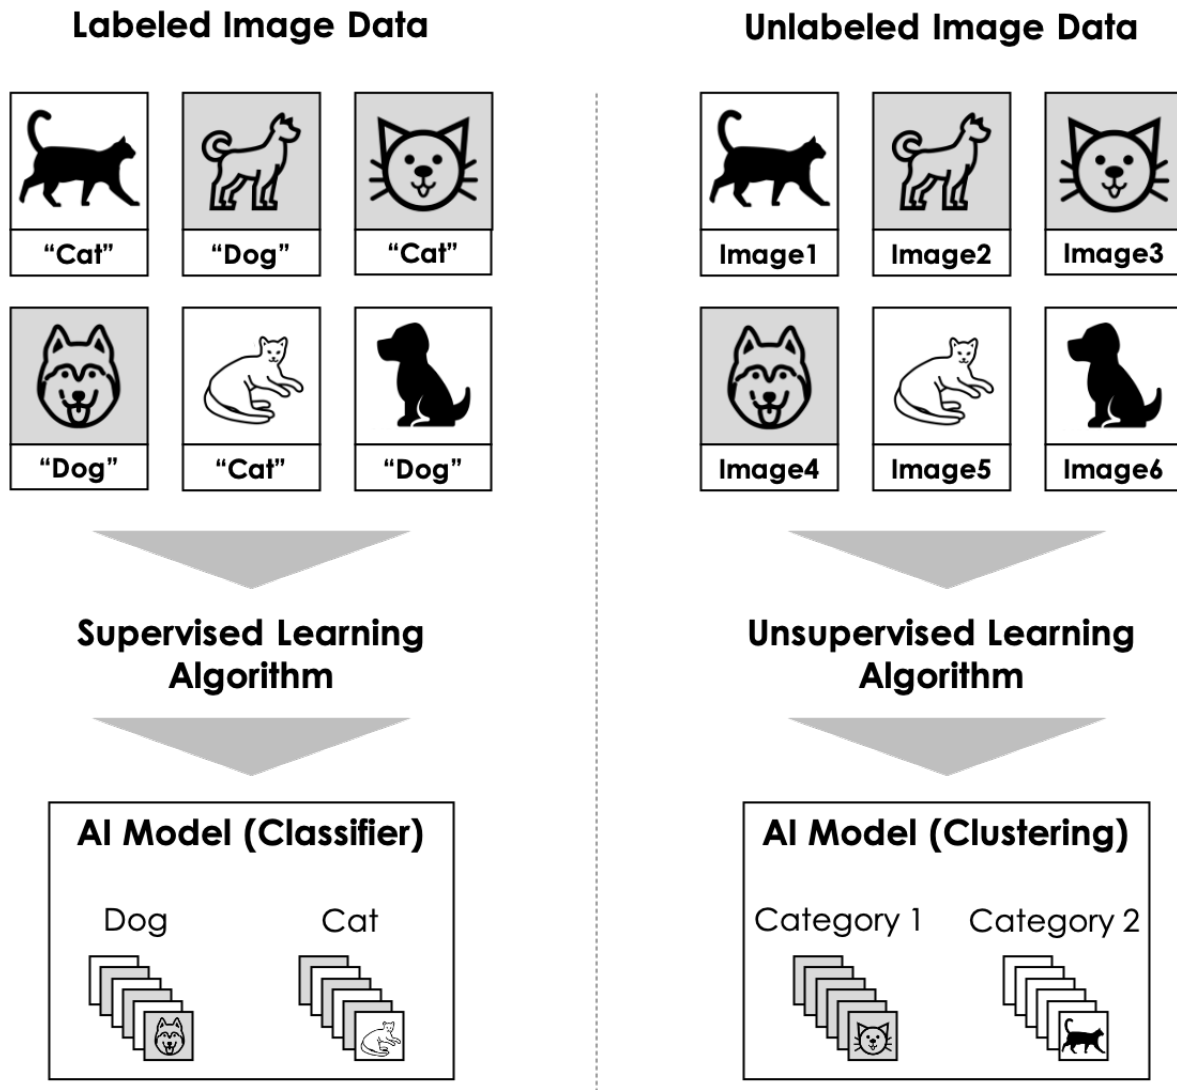 Labeled Image Data
“Cat”
“Dog”
“Cat”
“Dog”
“Cat”
“Dog”
Supervised Learning
Algorithm
AI Model (Classifier)
Dog
Cat
Unlabeled Image Data
Image1
Image2
Image3
Image4
Image5
Image6
Unsupervised Learning
Algorithm
AI Model (Clustering)
Category 1
Category 2